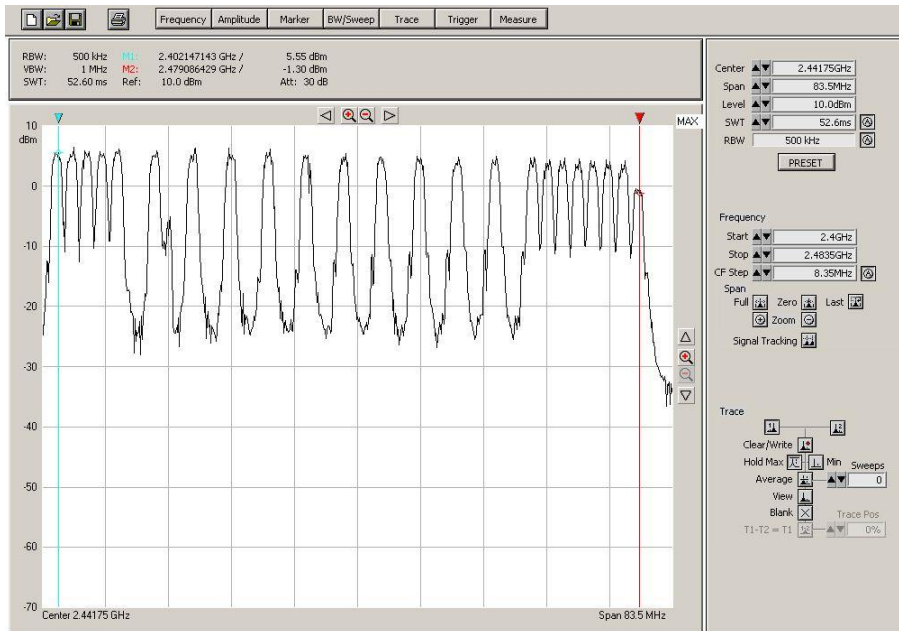 Frequency Amplitude Marker BW/Sweep Trace Trigger Measure
RBW: 500 kHz M1: 2.402147143 GHz / 5.55 dBm
VBW: 1 MHz M2: 2.479086429 GHz / -1.30 dBm
SWT: 52.60 ms Ref: 10.0 dBm Att: 30 dB
MAX
10
dBm
0
-10
-20
-30
-40
-50
-60
-70
Center 2.44175 GHz Span 83.5 MHz
Center 2.44175GHz
Span 83.5MHz
Level 10.0dBm
SWT 52.6ms
RBW 500 kHz
PRESET
Frequency
Start 2.4GHz
Stop 2.4835GHz
CF Step 8.35MHz
Span
Full Zero Last
Zoom
Signal Tracking
Trace
1 2
Clear/Write
Hold Max Min Sweeps
Average 0
View
Blank Trace Pos
T1-T2 = T1 0%